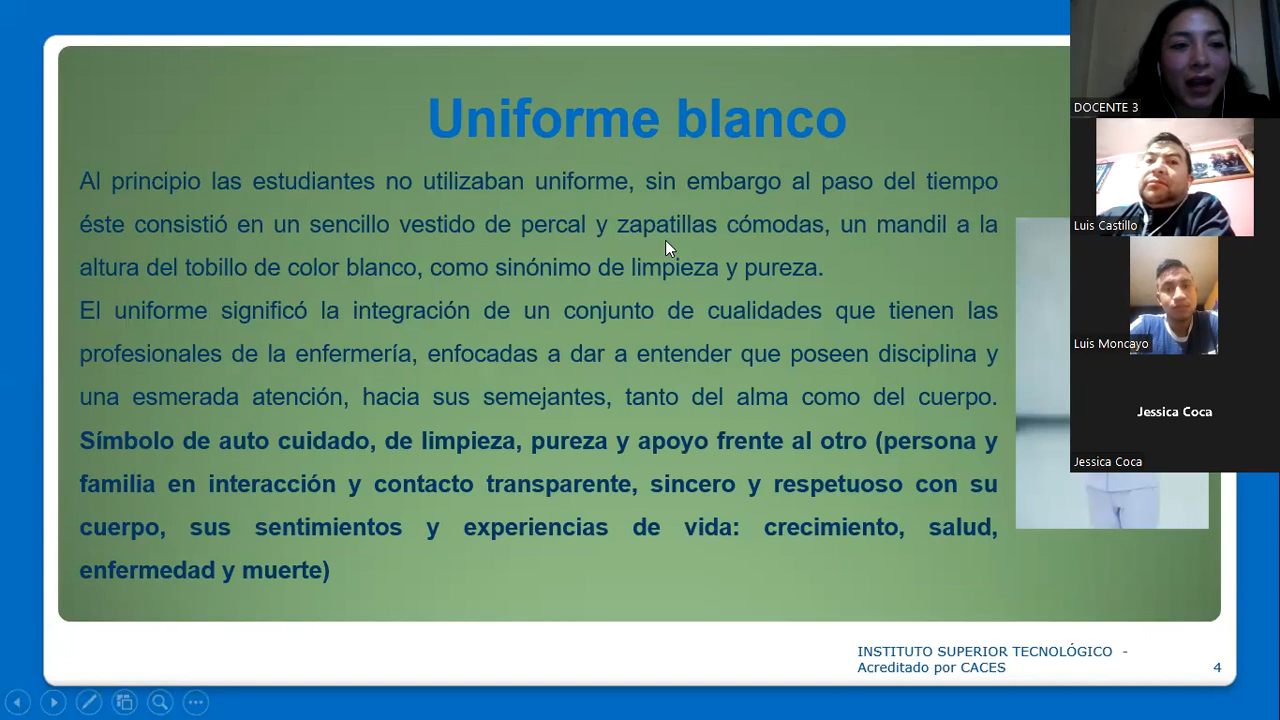 Uniforme blanco
Al principio las estudiantes no utilizaban uniforme, sin embargo al paso del tiempo
éste consistió en un sencillo vestido de percal y zapatillas cómodas, un mandil a la
altura del tobillo de color blanco, como sinónimo de limpieza y pureza.
El uniforme significó la integración de un conjunto de cualidades que tienen las
profesionales de la enfermería, enfocadas a dar a entender que poseen disciplina y
una esmerada atención, hacia sus semejantes, tanto del alma como del cuerpo.
Símbolo de auto cuidado, de limpieza, pureza y apoyo frente al otro (persona y
familia en interacción y contacto transparente, sincero y respetuoso con su
cuerpo, sus sentimientos y experiencias de vida: crecimiento, salud,
enfermedad y muerte)
INSTITUTO SUPERIOR TECNOLÓGICO -
Acreditado por CACES
4
DOCENTE 3
Luis Castillo
Luis Moncayo
Jessica Coca
Jessica Coca